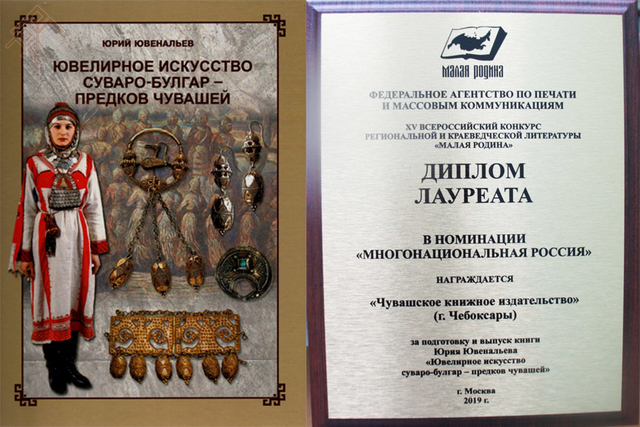 ЮРИЙ ЮВЕНАЛЬЕВ
ЮВЕЛИРНОЕ ИСКУССТВО
СУВАРО-БУЛГАР –
ПРЕДКОВ ЧУВАШЕЙ
МАЛАЯ РОДИНА
ФЕДЕРАЛЬНОЕ АГЕНТСТВО ПО ПЕЧАТИ
И МАССОВЫМ КОММУНИКАЦИЯМ
XV ВСЕРОССИЙСКИЙ КОНКУРС
РЕГИОНАЛЬНОЙ И КРАЕВЕДЧЕСКОЙ ЛИТЕРАТУРЫ
«МАЛАЯ РОДИНА»
ДИПЛОМ
ЛАУРЕАТА
В НОМИНАЦИИ
«МНОГОНАЦИОНАЛЬНАЯ РОССИЯ»
НАГРАЖДАЕТСЯ
«Чувашское книжное издательство»
(г. Чебоксары)
за подготовку и выпуск книги
Юрия Ювенальева
«Ювелирное искусство
суваро-булгар – предков чувашей»
г. Москва
2019 г.